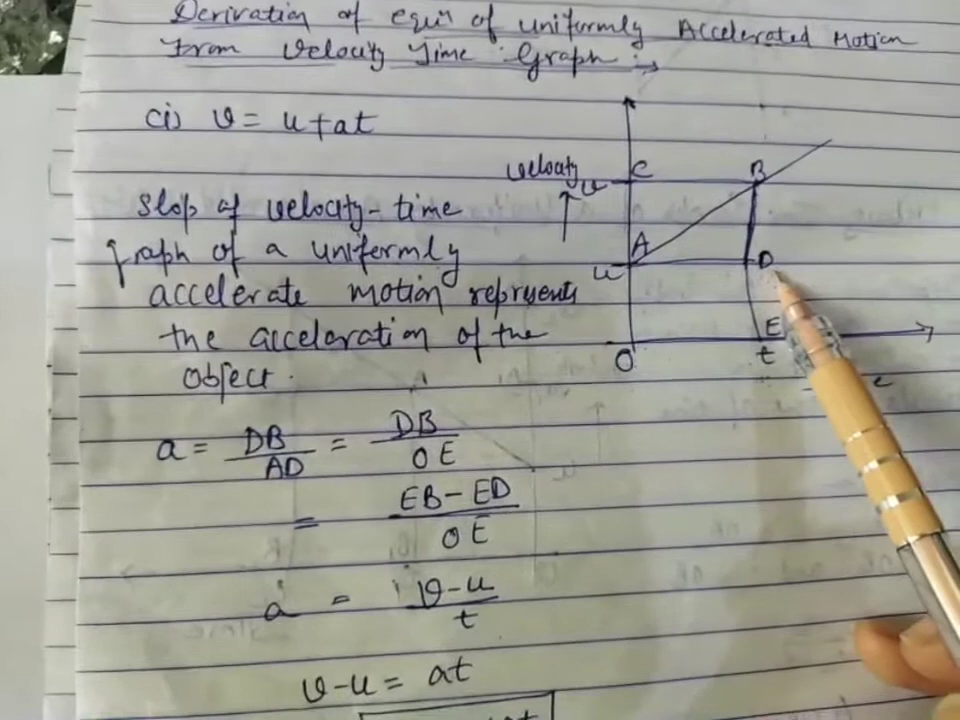 Derivation of equⁿ of uniformly Accelerated Motion
From Velocity Time Graph :→
(i) v = u + at
Slop of velocity-time
graph of a uniformly
accelerate motion represents
the acceleration of the
object.
velocity
v
C
B
A
u
D
E
O
t
a = DB/AD = DB/OE
= EB - ED/OE
a = v - u/t
v - u = at